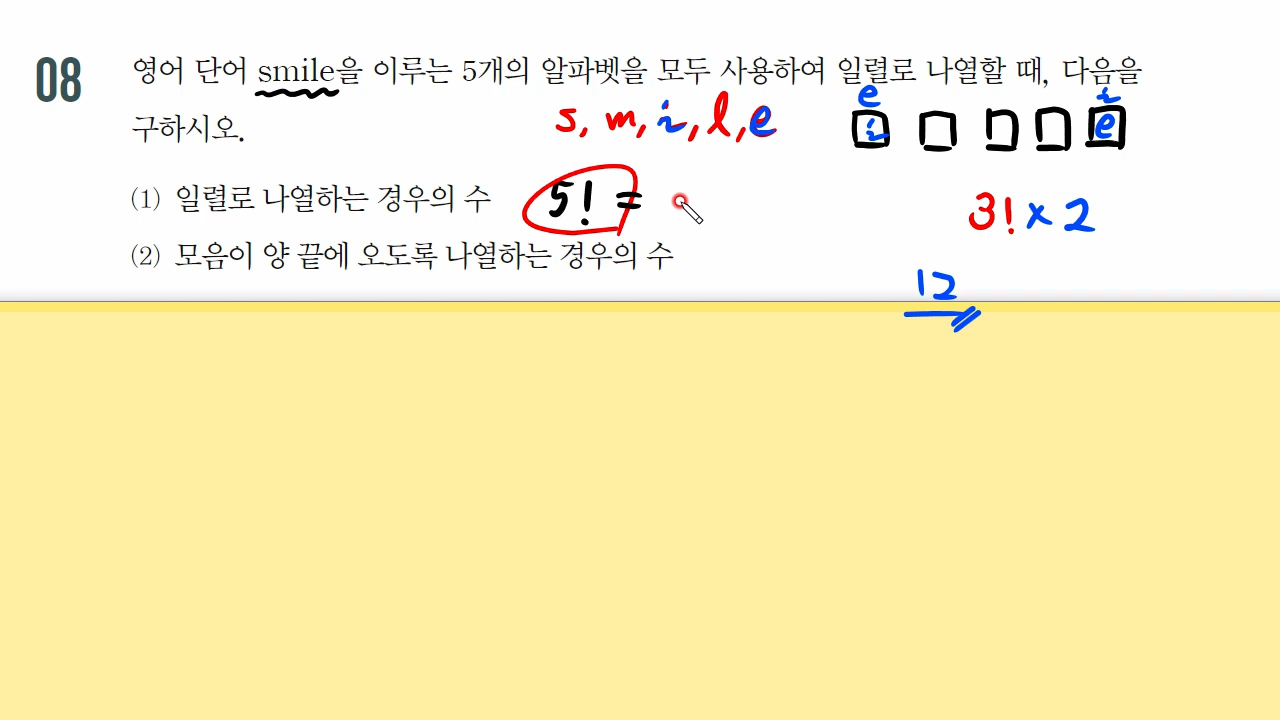 08 영어 단어 smile을 이루는 5개의 알파벳을 모두 사용하여 일렬로 나열할 때, 다음을
구하시오.
s, m, i, l, e
e i
i e
(1) 일렬로 나열하는 경우의 수 5! =
3! × 2
(2) 모음이 양 끝에 오도록 나열하는 경우의 수
12